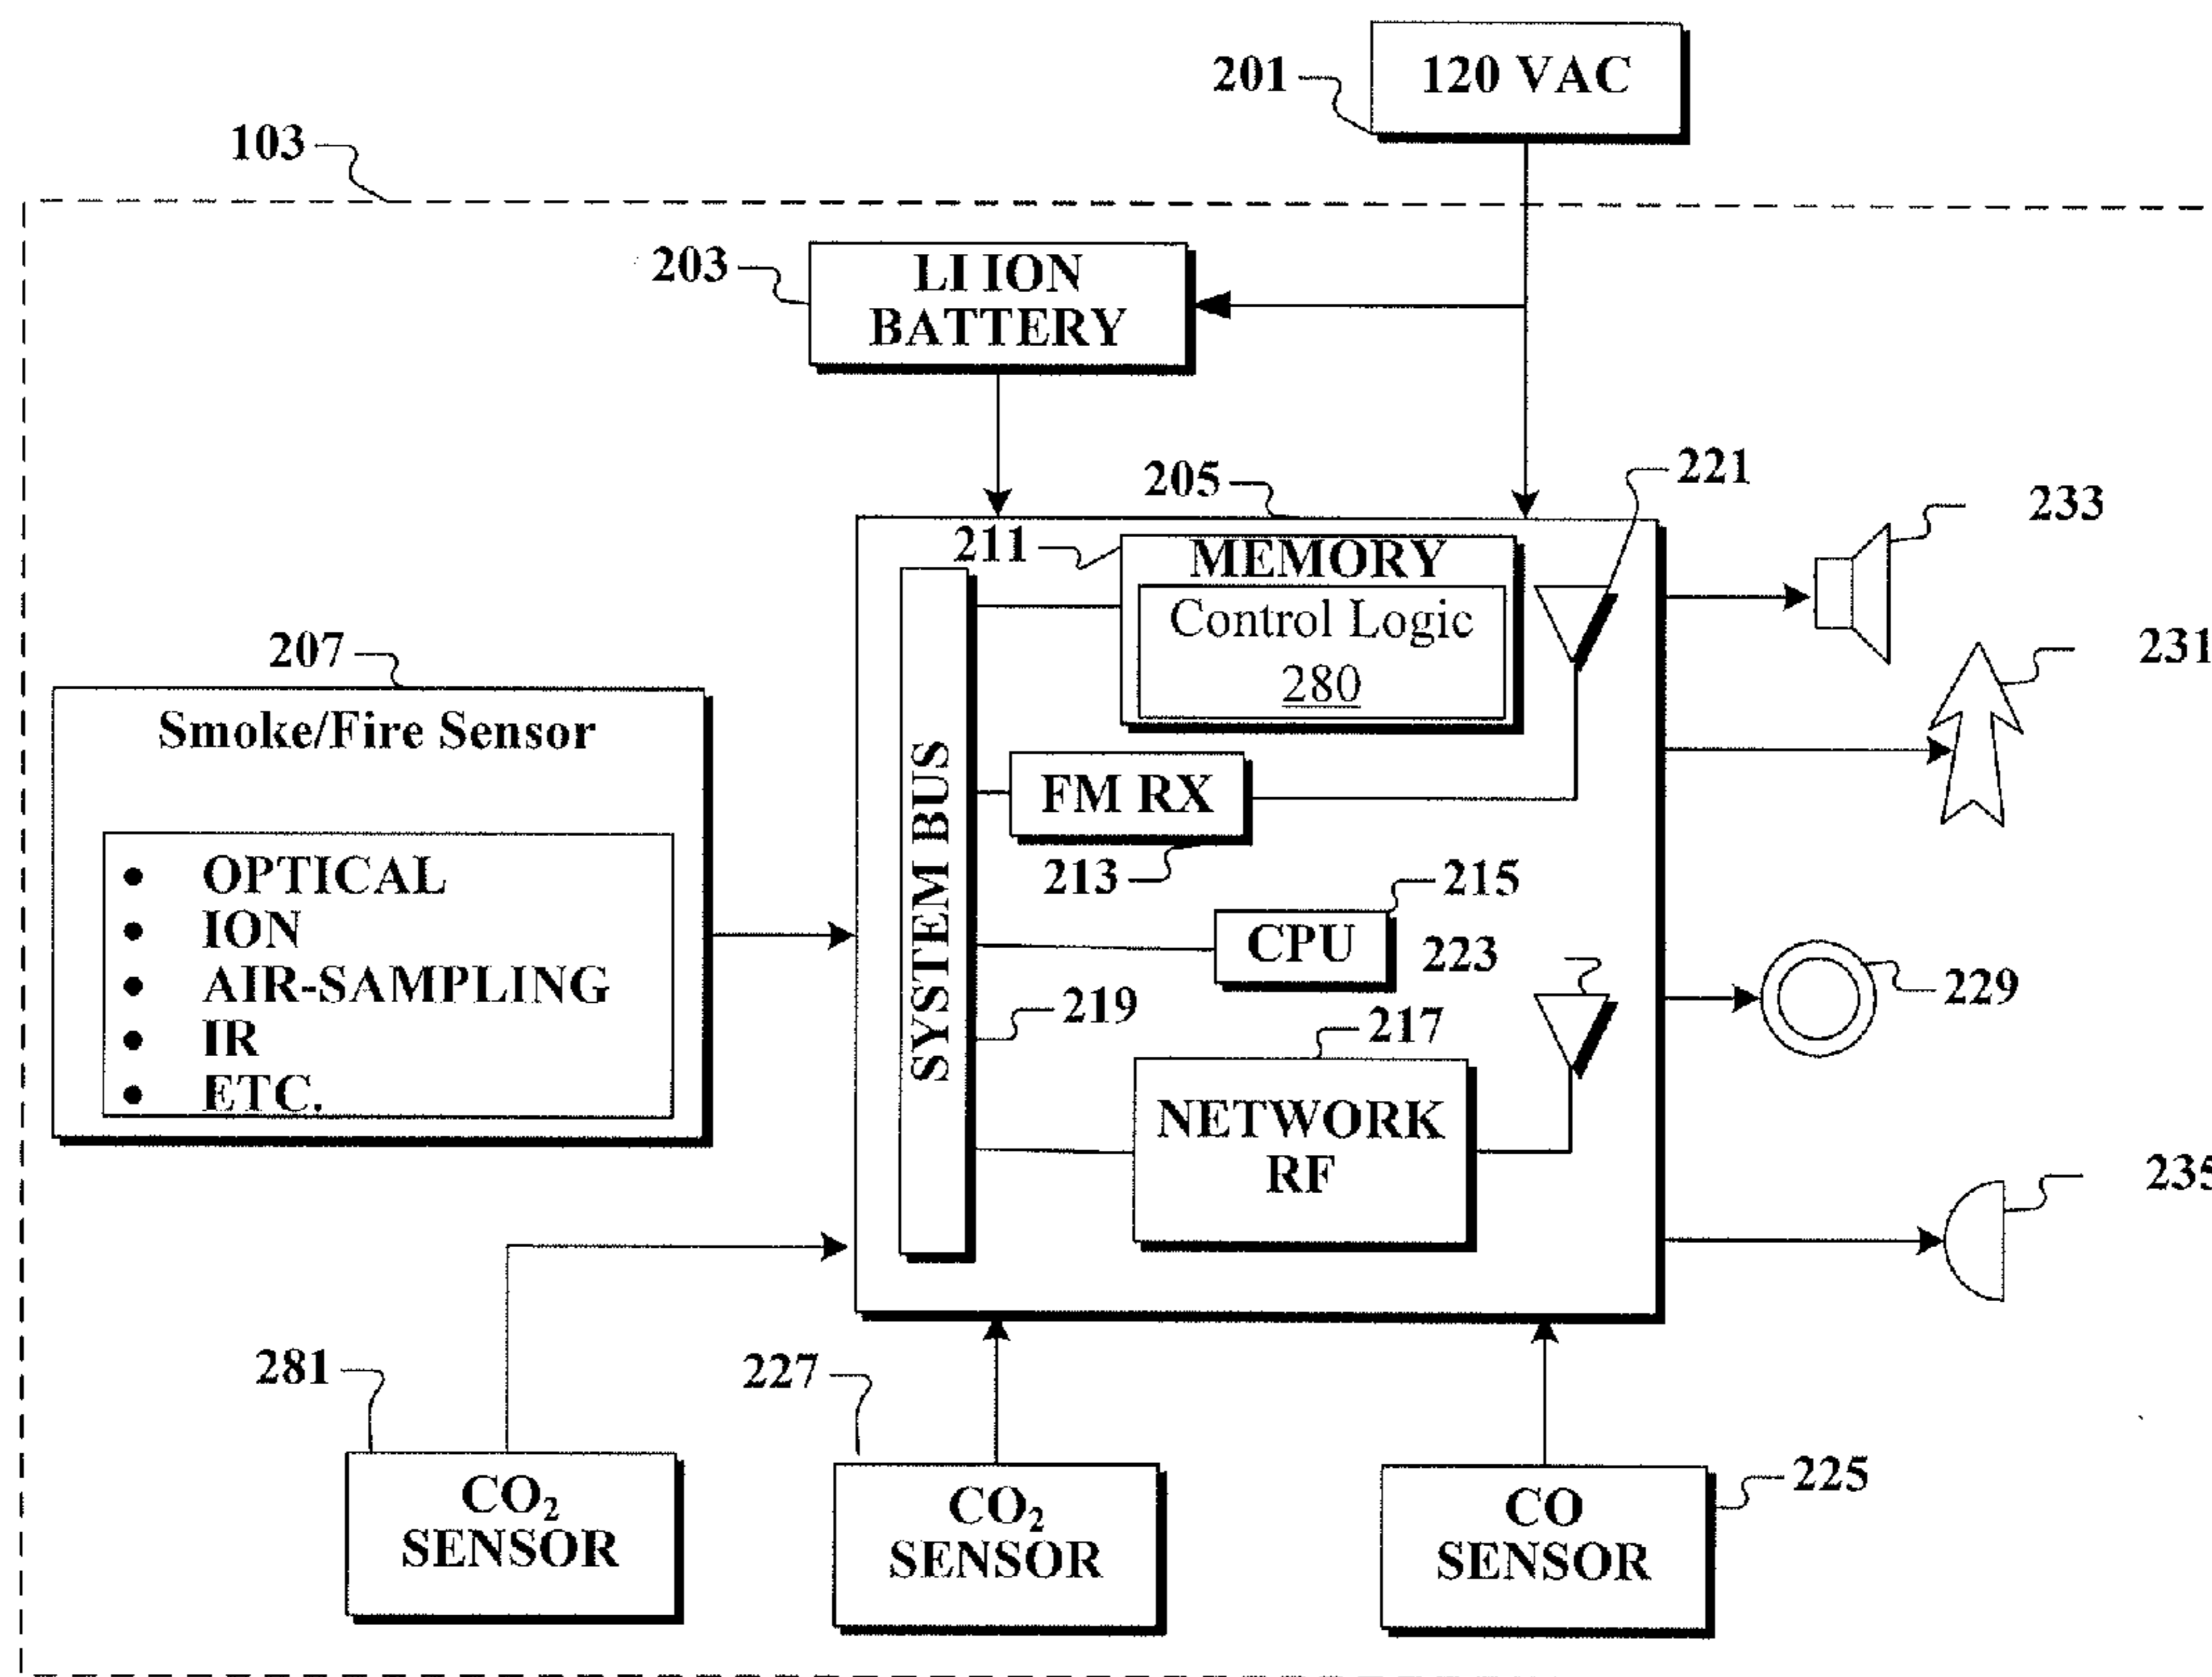 120 VAC
201
103
203
LI ION
BATTERY
205
221
233
211
MEMORY
Control Logic
280
231
207
Smoke/Fire Sensor
• OPTICAL
• ION
• AIR-SAMPLING
• IR
• ETC.
SYSTEM BUS
FM RX
213
215
CPU
223
229
219
217
NETWORK
RF
235
281
227
225
CO₂
SENSOR
CO₂
SENSOR
CO
SENSOR